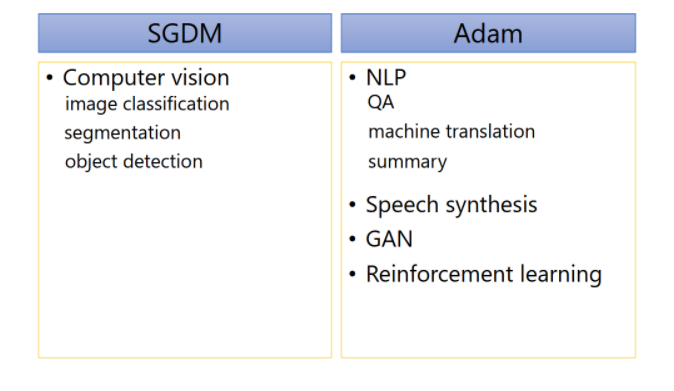 SGDM
• Computer vision
image classification
segmentation
object detection
Adam
• NLP
QA
machine translation
summary
• Speech synthesis
• GAN
• Reinforcement learning